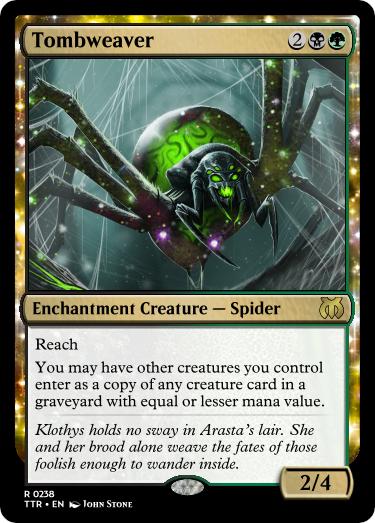 Tombweaver 2
Enchantment Creature — Spider
Reach
You may have other creatures you control
enter as a copy of any creature card in a
graveyard with equal or lesser mana value.
Klothys holds no sway in Arasta's lair. She
and her brood alone weave the fates of those
foolish enough to wander inside.
2/4
R 0238
TTR • EN John Stone